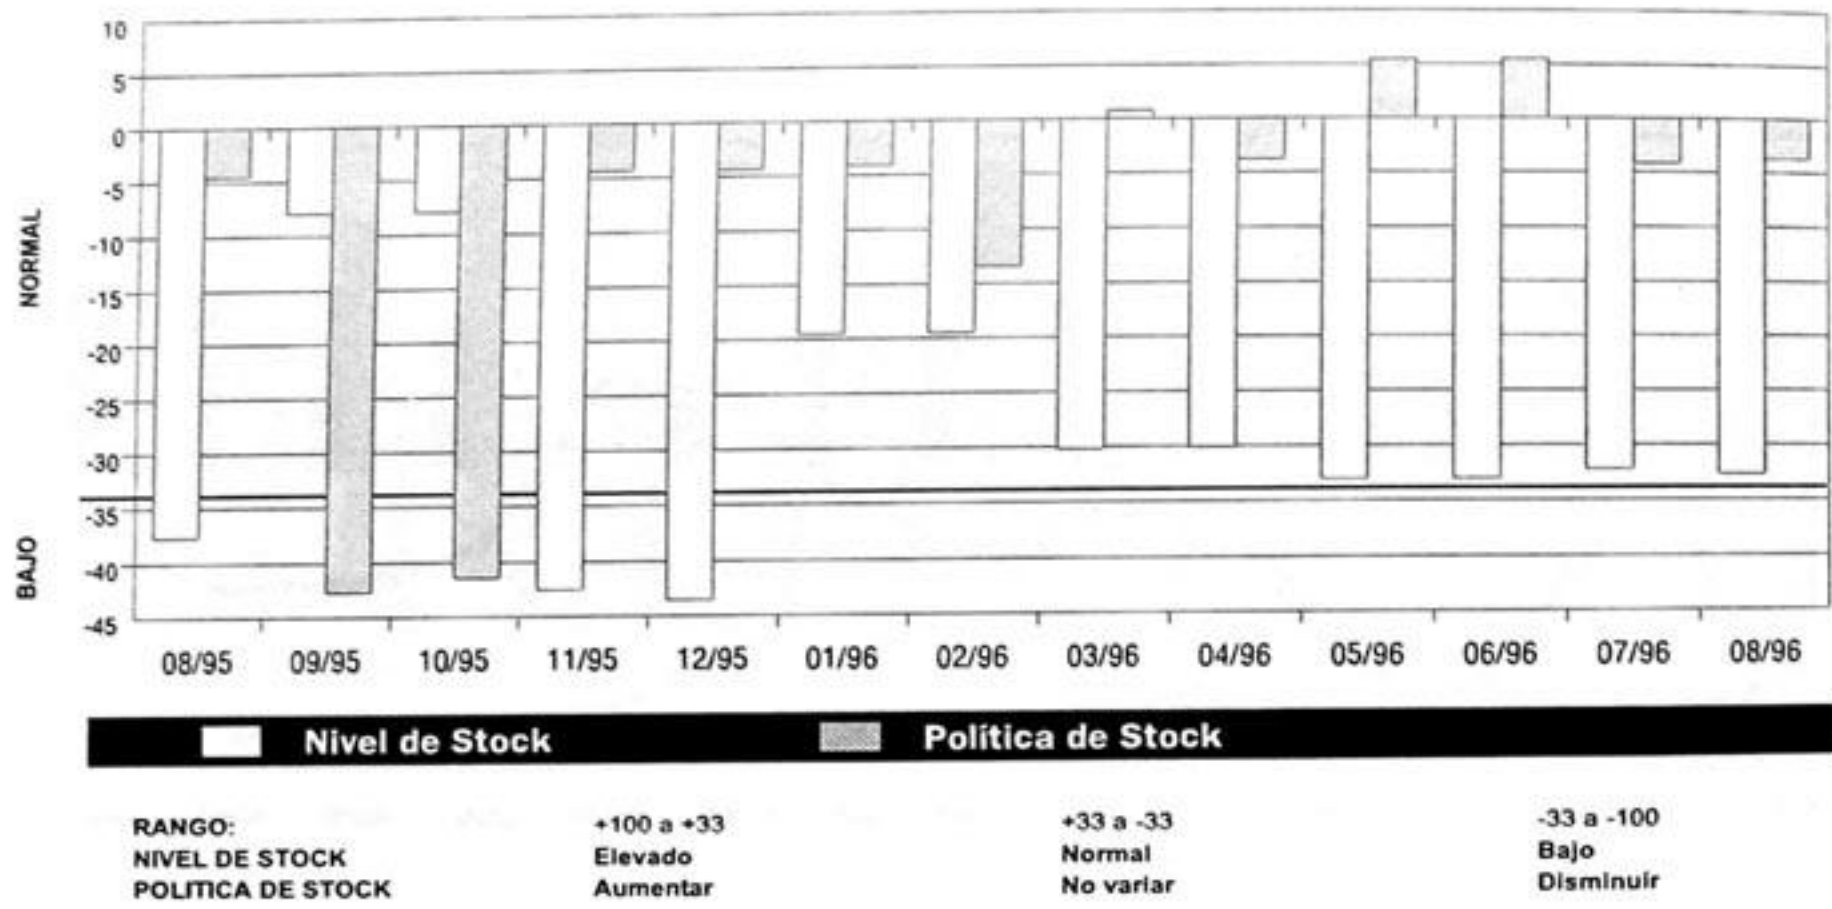 10
5
0
-5
-10
-15
-20
-25
-30
-35
-40
-45
NORMAL
BAJO
08/95 09/95 10/95 11/95 12/95 01/96 02/96 03/96 04/96 05/96 06/96 07/96 08/96
Nivel de Stock Política de Stock
RANGO: +100 a +33 +33 a -33 -33 a -100
NIVEL DE STOCK Elevado Normal Bajo
POLITICA DE STOCK Aumentar No variar Disminuir